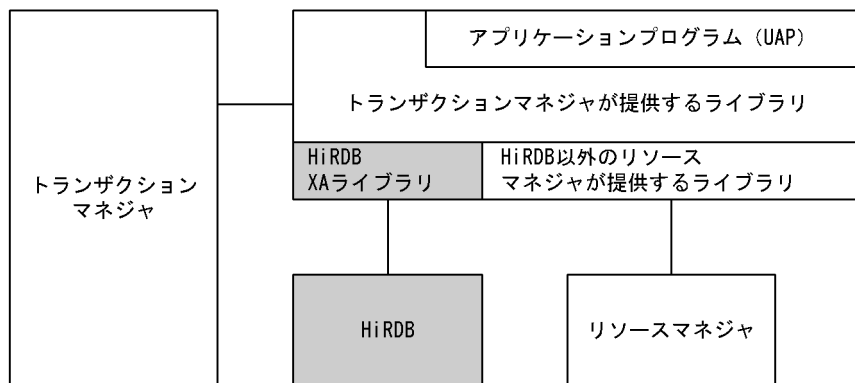 アプリケーションプログラム（UAP）
トランザクションマネジャが提供するライブラリ
HiRDB
XAライブラリ
HiRDB以外のリソース
マネジャが提供するライブラリ
トランザクション
マネジャ
HiRDB
リソースマネジャ